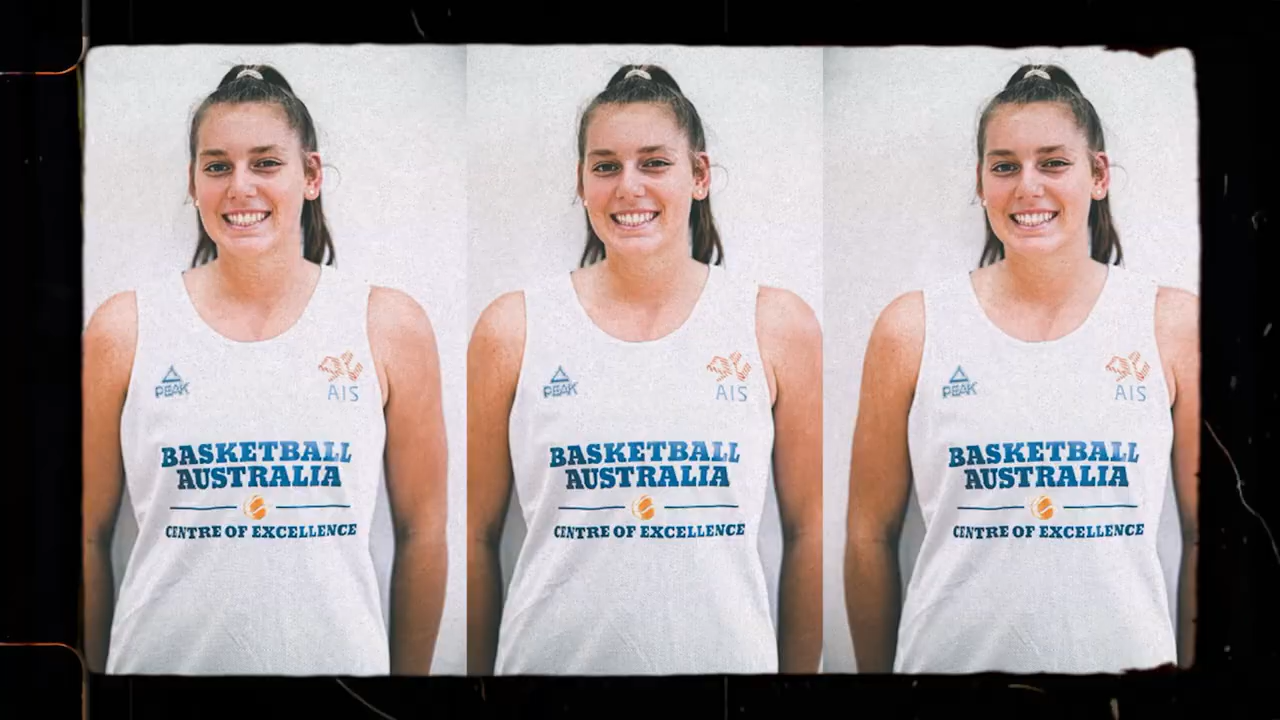 PEAK
AIS
BASKETBALL
AUSTRALIA
CENTRE OF EXCELLENCE
PEAK
AIS
BASKETBALL
AUSTRALIA
CENTRE OF EXCELLENCE
PEAK
AIS
BASKETBALL
AUSTRALIA
CENTRE OF EXCELLENCE